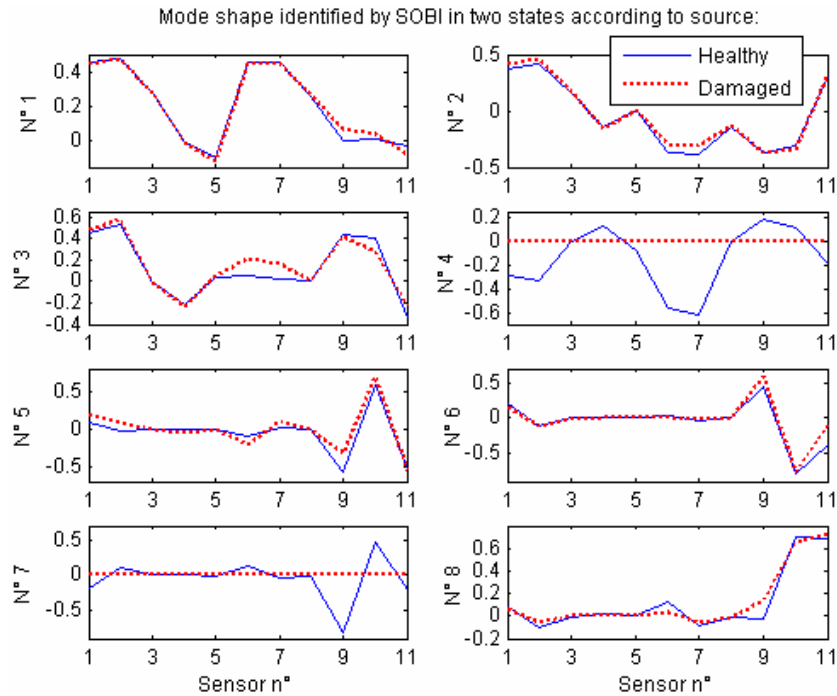 Mode shape identified by SOBI in two states according to source:
Healthy
Damaged
N° 1
0.4
0.2
0
1 3 5 7 9 11
N° 2
0.5
0
-0.5
1 3 5 7 9 11
N° 3
0.6
0.4
0.2
0
-0.2
-0.4
1 3 5 7 9 11
N° 4
0.2
0
-0.2
-0.4
-0.6
1 3 5 7 9 11
N° 5
0.5
0
-0.5
1 3 5 7 9 11
N° 6
0.5
0
-0.5
1 3 5 7 9 11
N° 7
0.5
0
-0.5
1 3 5 7 9 11
Sensor n°
N° 8
0.6
0.4
0.2
0
-0.2
1 3 5 7 9 11
Sensor n°